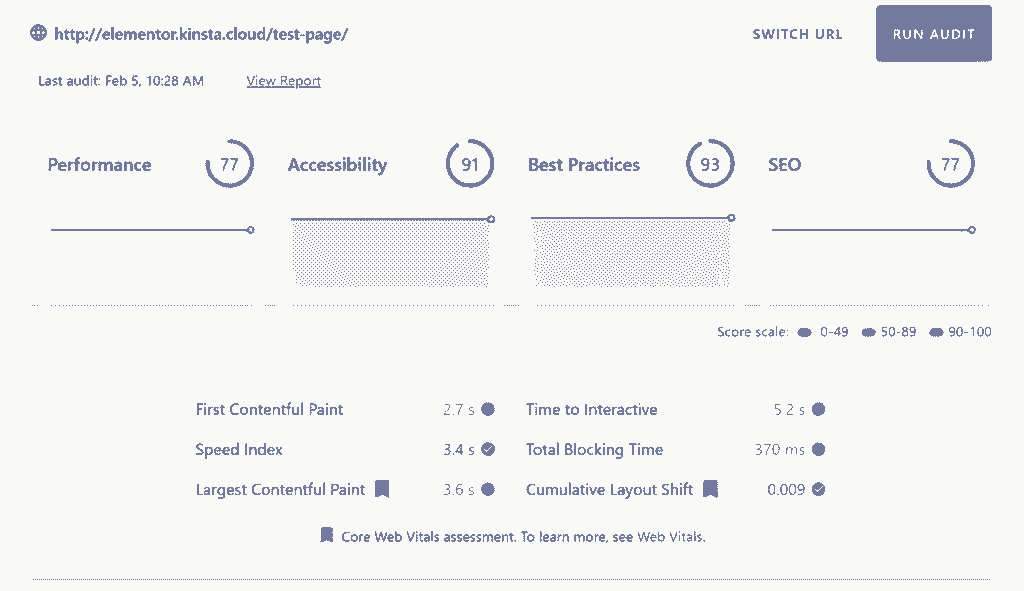 http://elementor.kinsta.cloud/test-page/ SWITCH URL RUN AUDIT
Last audit: Feb 5, 10:28 AM View Report
Performance 77 Accessibility 91 Best Practices 93 SEO 77
Score scale: 0-49 50-89 90-100
First Contentful Paint 2.7 s Time to Interactive 5.2 s
Speed Index 3.4 s Total Blocking Time 370 ms
Largest Contentful Paint 3.6 s Cumulative Layout Shift 0.009
Core Web Vitals assessment. To learn more, see Web Vitals.